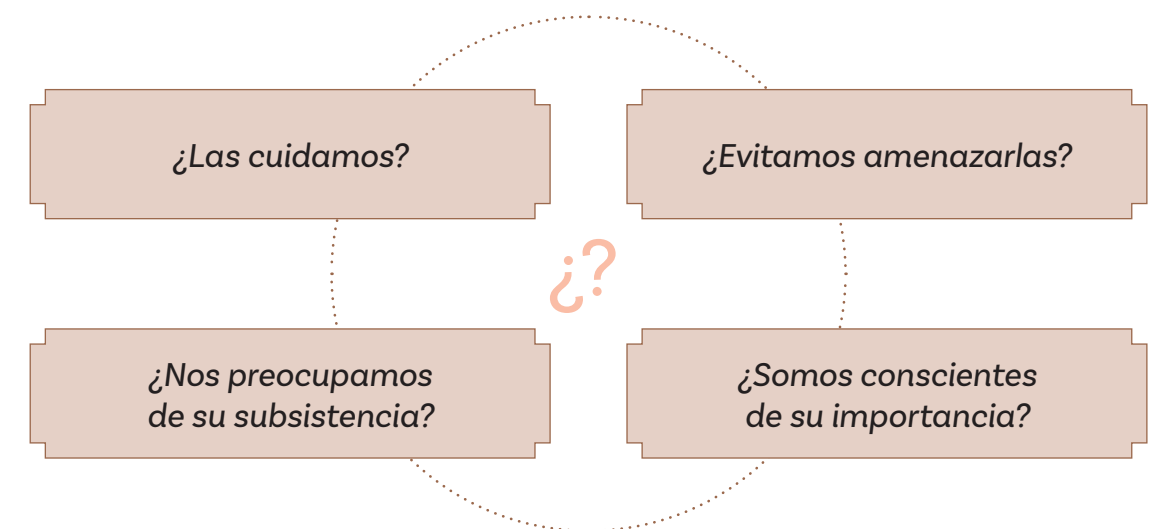 ¿Las cuidamos?
¿Evitamos amenazarlas?
¿?
¿Nos preocupamos
de su subsistencia?
¿Somos conscientes
de su importancia?